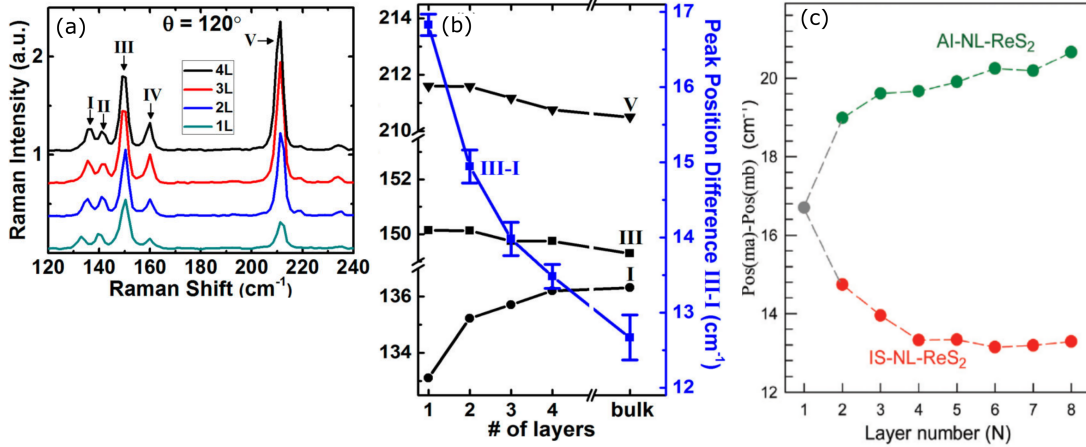 (a)
θ = 120°
V
III
I
II
IV
4L
3L
2L
1L
2
1
Raman Intensity (a.u.)
120 140 160 180 200 220 240
Raman Shift (cm⁻¹)
(b)
214
212
210
152
150
136
134
V
III-I
III
I
17
16
15
14
13
12
1 2 3 4 bulk
# of layers
Peak Position Difference III-I (cm⁻¹)
(c)
AI-NL-ReS₂
IS-NL-ReS₂
20
18
16
14
12
Pos(ma)-Pos(mb) (cm⁻¹)
1 2 3 4 5 6 7 8
Layer number (N)